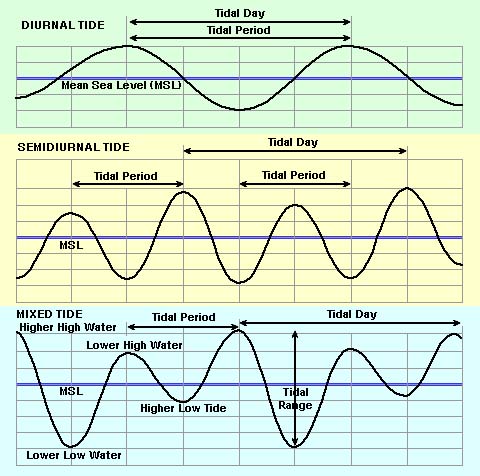 DIURNAL TIDE
Tidal Day
Tidal Period
Mean Sea Level (MSL)
SEMIDIURNAL TIDE
Tidal Day
Tidal Period
Tidal Period
MSL
MIXED TIDE
Higher High Water
Tidal Period
Tidal Day
Lower High Water
MSL
Tidal
Range
Higher Low Tide
Lower Low Water